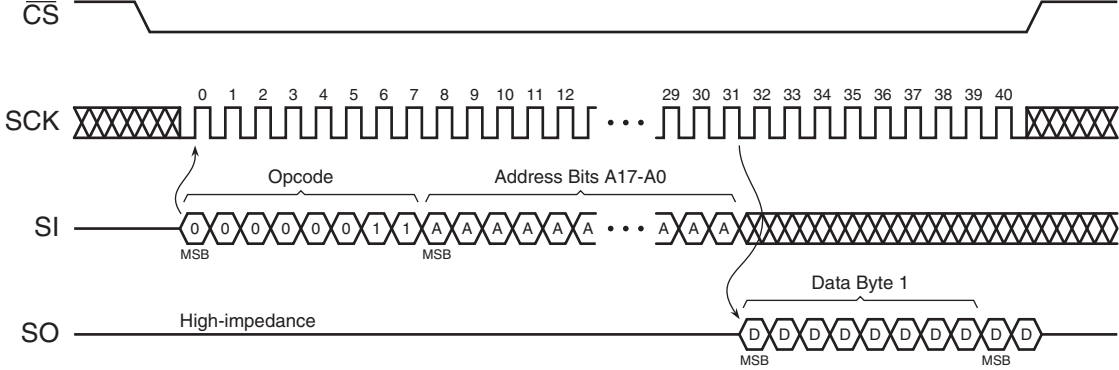 CS
SCK
0 1 2 3 4 5 6 7 8 9 10 11 12 29 30 31 32 33 34 35 36 37 38 39 40
• • •
Opcode
Address Bits A17-A0
SI
0 0 0 0 0 0 1 1 A A A A A A • • • A A A
MSB MSB
Data Byte 1
SO
High-impedance
D D D D D D D D D D
MSB MSB